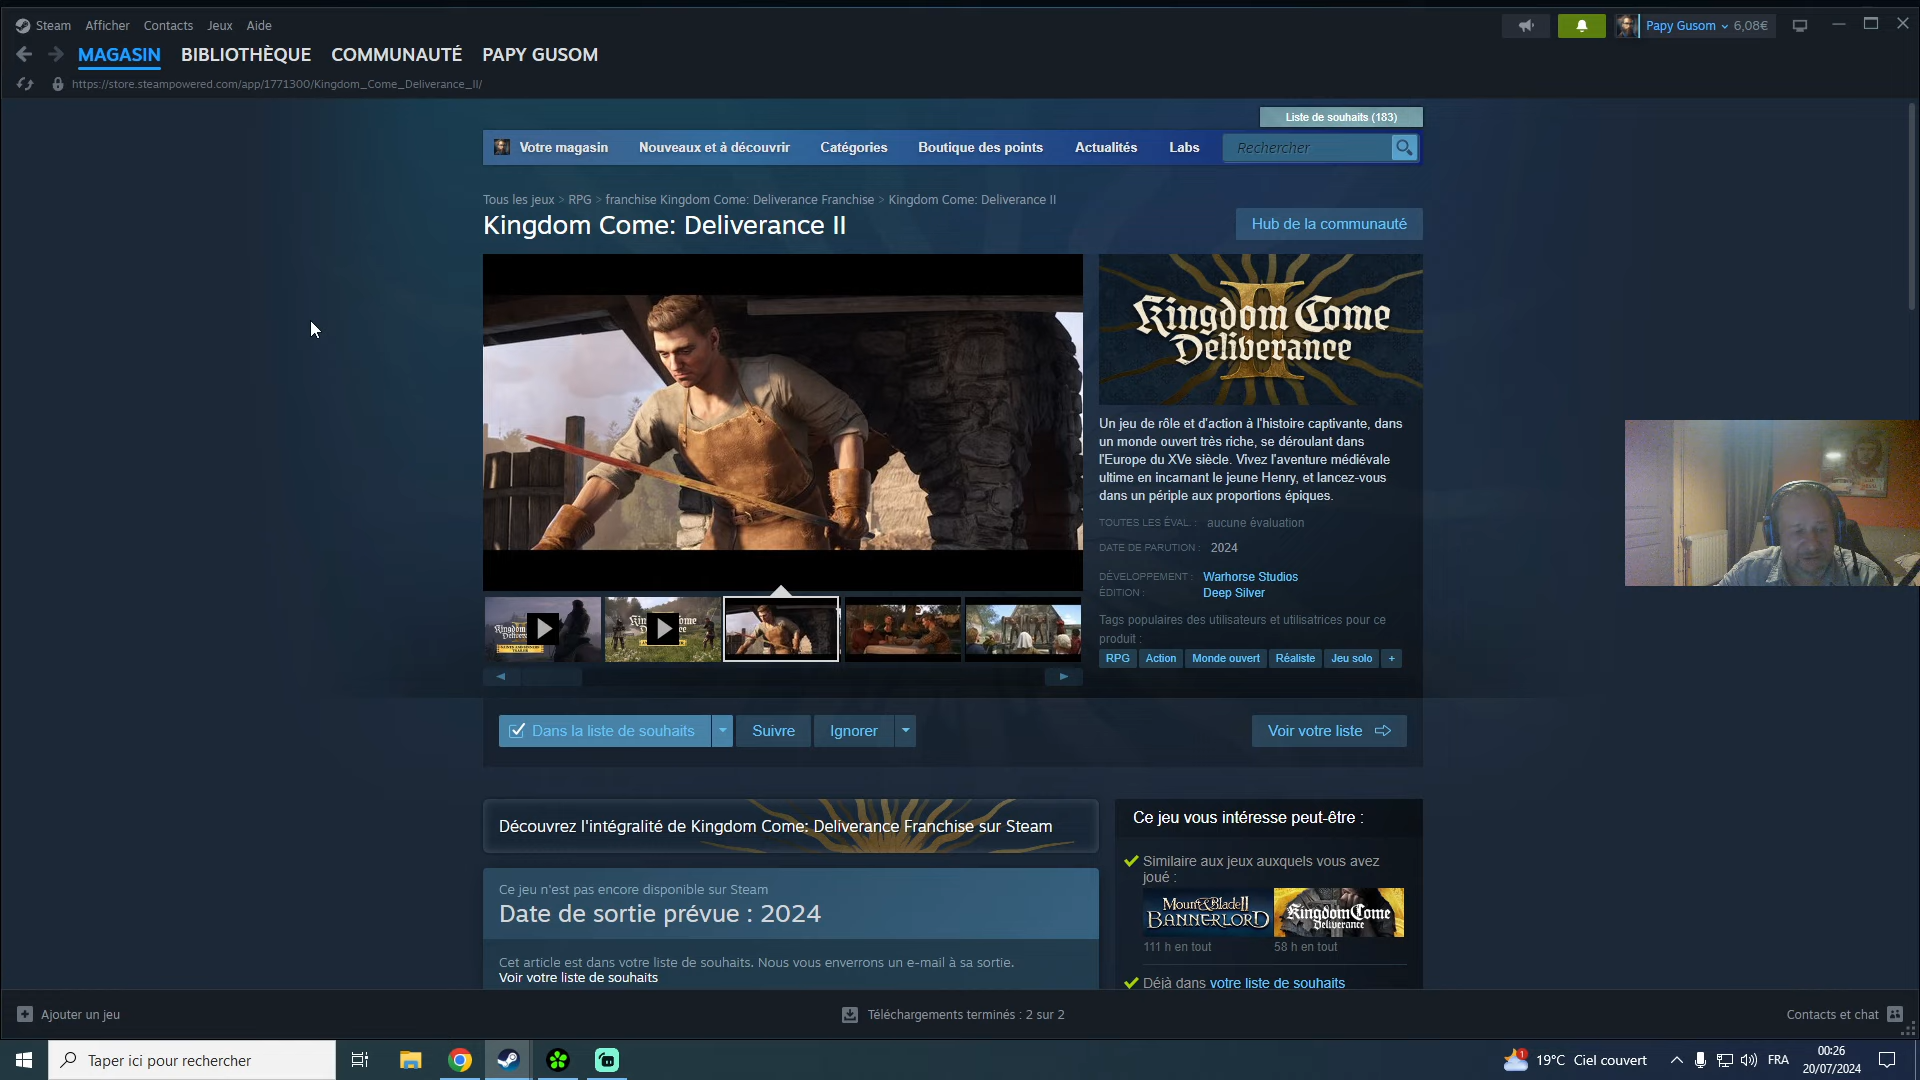 Steam Afficher Contacts Jeux Aide
Papy Gusom 6,08€
MAGASIN BIBLIOTHÈQUE COMMUNAUTÉ PAPY GUSOM
https://store.steampowered.com/app/1771300/Kingdom_Come_Deliverance_II/
Liste de souhaits (183)
Votre magasin Nouveaux et à découvrir Catégories Boutique des points Actualités Labs Rechercher
Tous les jeux > RPG > franchise Kingdom Come: Deliverance Franchise > Kingdom Come: Deliverance II
Kingdom Come: Deliverance II
Hub de la communauté
Kingdom Come
II
Deliverance
Un jeu de rôle et d'action à l'histoire captivante, dans
un monde ouvert très riche, se déroulant dans
l'Europe du XVe siècle. Vivez l'aventure médiévale
ultime en incarnant le jeune Henry, et lancez-vous
dans un périple aux proportions épiques.
TOUTES LES ÉVAL. : aucune évaluation
DATE DE PARUTION : 2024
DÉVELOPPEMENT : Warhorse Studios
ÉDITION : Deep Silver
Tags populaires des utilisateurs et utilisatrices pour ce
produit :
RPG Action Monde ouvert Réaliste Jeu solo +
Dans la liste de souhaits Suivre Ignorer Voir votre liste
Découvrez l'intégralité de Kingdom Come: Deliverance Franchise sur Steam
Ce jeu n'est pas encore disponible sur Steam
Date de sortie prévue : 2024
Cet article est dans votre liste de souhaits. Nous vous enverrons un e-mail à sa sortie.
Voir votre liste de souhaits
Ce jeu vous intéresse peut-être :
Similaire aux jeux auxquels vous avez
joué :
Mount&Blade II
BANNERLORD
Kingdom Come
Deliverance
111 h en tout 58 h en tout
Déjà dans votre liste de souhaits
Ajouter un jeu
Téléchargements terminés : 2 sur 2
Contacts et chat
Taper ici pour rechercher
1
19°C Ciel couvert
FRA
00:26
20/07/2024